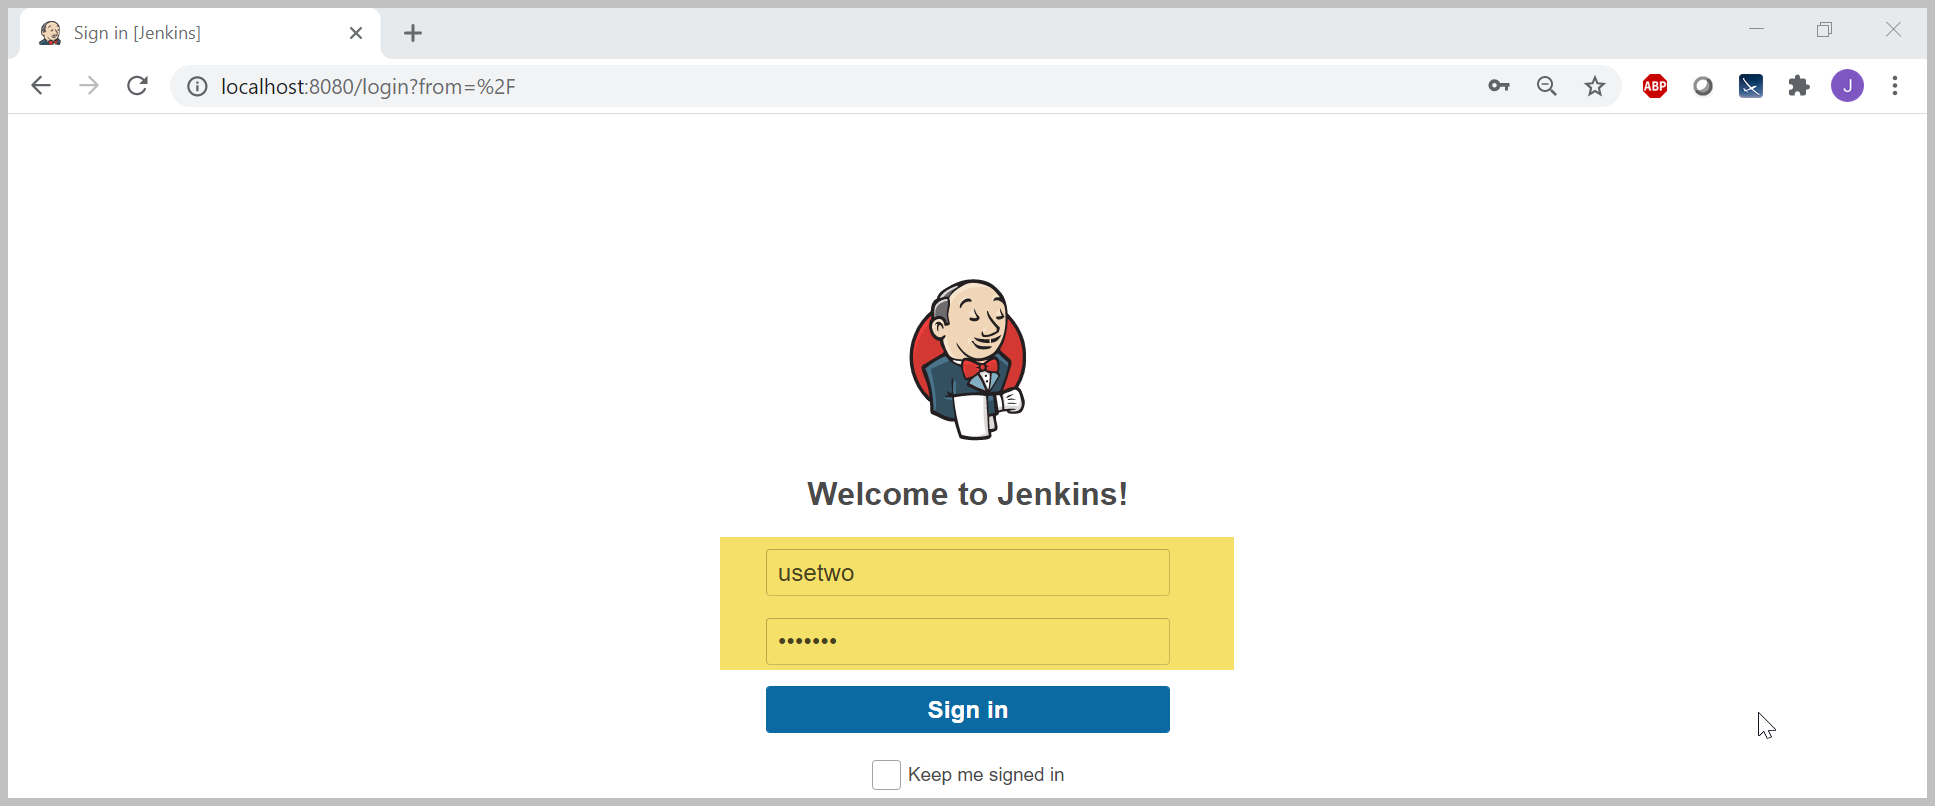 Sign in [Jenkins]
localhost:8080/login?from=%2F
ABP
J
Welcome to Jenkins!
usetwo
•••••••
Sign in
Keep me signed in